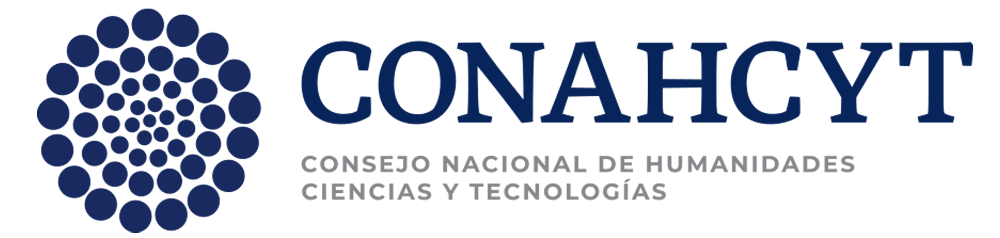 CONAHCYT
CONSEJO NACIONAL DE HUMANIDADES
CIENCIAS Y TECNOLOGÍAS